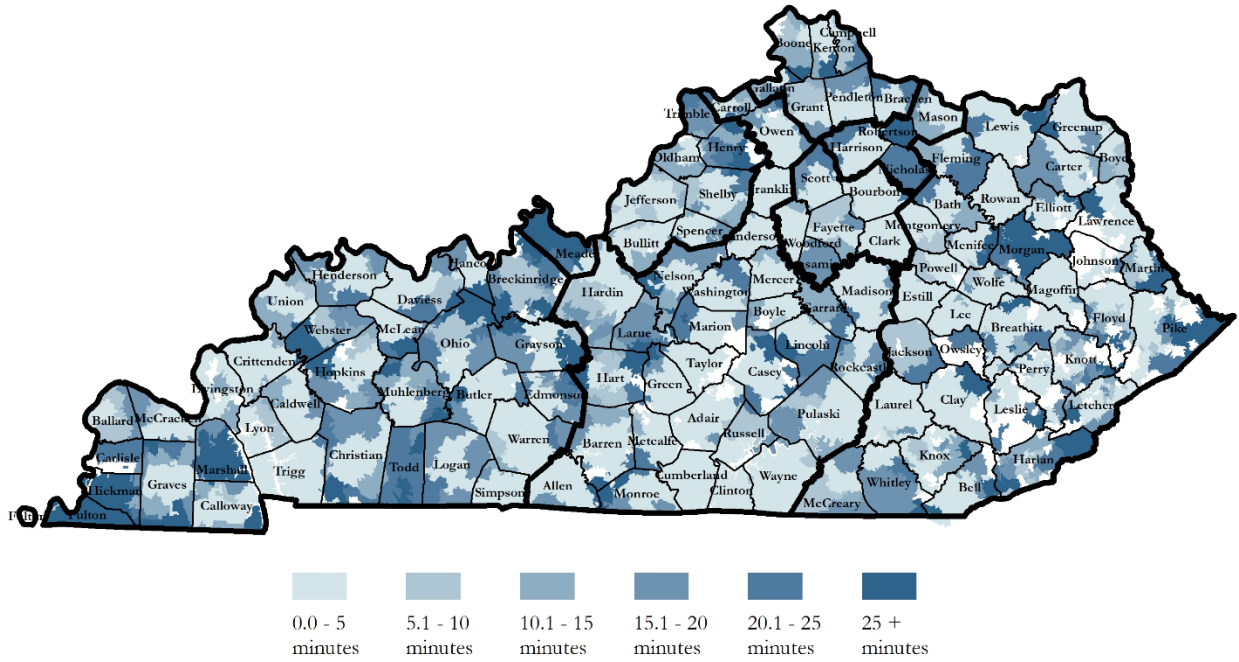 Campbell
Boone
Kenton
Gallatin
Carroll
Grant
Pendleton
Bracken
Trimble
Mason
Owen
Robertson
Lewis
Greenup
Henry
Harrison
Fleming
Oldham
Nicholas
Carter
Boyd
Scott
Shelby
Franklin
Bourbon
Bath
Rowan
Elliott
Jefferson
Fayette
Montgomery
Lawrence
Spencer
Anderson
Woodford
Clark
Menifee
Morgan
Bullitt
Meade
Johnson
Martin
Powell
Hancock
Breckinridge
Nelson
Mercer
Henderson
Hardin
Washington
Madison
Wolfe
Magoffin
Union
Daviess
Estill
Boyle
Garrard
Lee
Floyd
Webster
McLean
Larue
Marion
Breathitt
Pike
Ohio
Grayson
Lincoln
Jackson
Owsley
Crittenden
Knott
Hopkins
Taylor
Casey
Rockcastle
Perry
Hart
Green
Livingston
Muhlenberg
Butler
Edmonson
Laurel
Clay
Letcher
Caldwell
Leslie
Ballard
McCracken
Adair
Pulaski
Lyon
Warren
Barren
Metcalfe
Russell
Christian
Knox
Harlan
Carlisle
Marshall
Trigg
Todd
Logan
Cumberland
Wayne
Whitley
Bell
Hickman
Graves
Simpson
Allen
Monroe
Clinton
McCreary
Calloway
Fulton
Fulton
0.0 - 5 minutes
5.1 - 10 minutes
10.1 - 15 minutes
15.1 - 20 minutes
20.1 - 25 minutes
25 + minutes